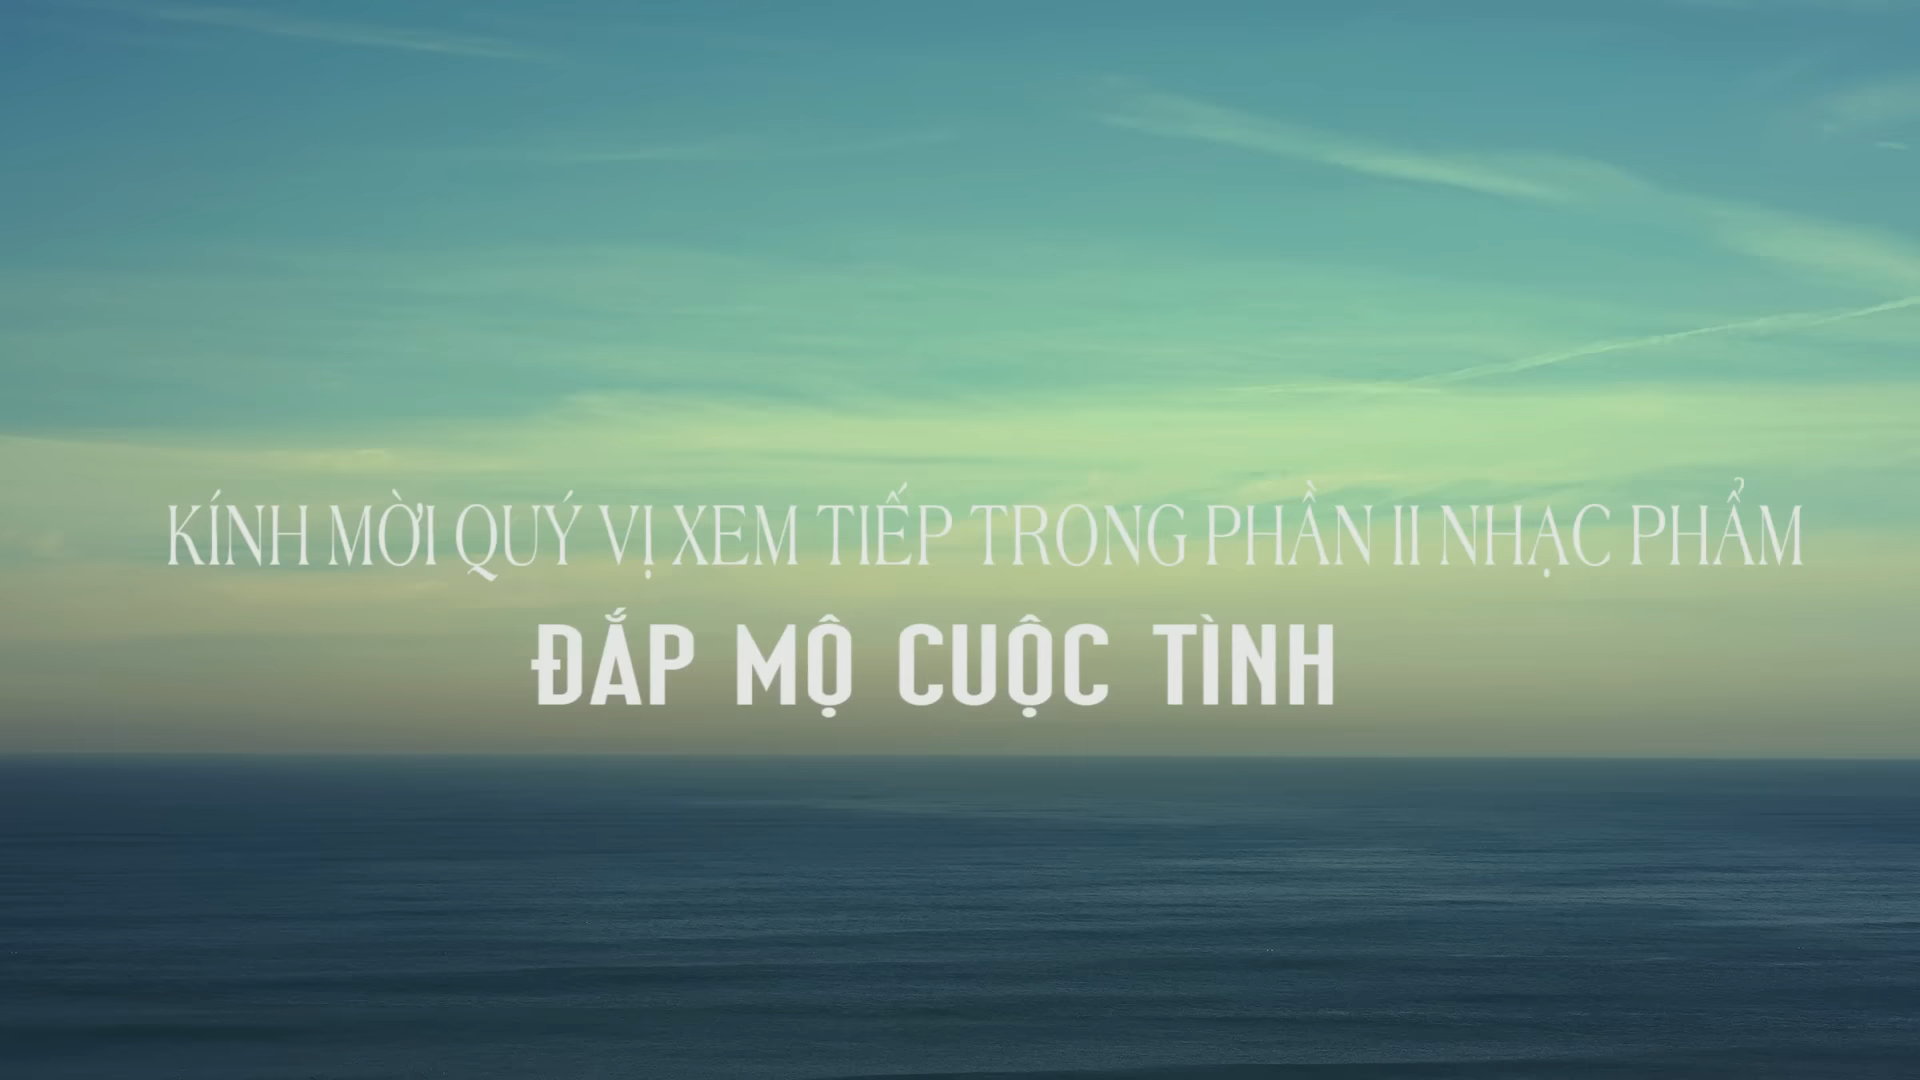 KÍNH MỜI QUÝ VỊ XEM TIẾP TRONG PHẦN II NHẠC PHẨM
ĐẮP MỘ CUỘC TÌNH